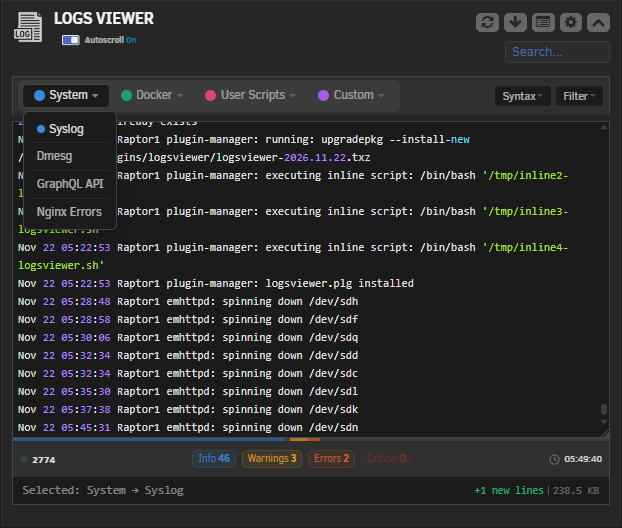 LOGS VIEWER
LOG
Autoscroll On
Search...
System
Docker
User Scripts
Custom
Syntax
Filter
Syslog
Dmesg
GraphQL API
Nginx Errors
already exists
Raptor1 plugin-manager: running: upgradepkg --install-new
gins/logsviewer/logsviewer-2026.11.22.txz
Raptor1 plugin-manager: executing inline script: /bin/bash '/tmp/inline2-
Raptor1 plugin-manager: executing inline script: /bin/bash '/tmp/inline3-
logsviewer.sh'
Nov 22 05:22:53 Raptor1 plugin-manager: executing inline script: /bin/bash '/tmp/inline4-
logsviewer.sh'
Nov 22 05:22:53 Raptor1 plugin-manager: logsviewer.plg installed
Nov 22 05:28:48 Raptor1 emhttpd: spinning down /dev/sdh
Nov 22 05:28:58 Raptor1 emhttpd: spinning down /dev/sdf
Nov 22 05:30:06 Raptor1 emhttpd: spinning down /dev/sdq
Nov 22 05:32:34 Raptor1 emhttpd: spinning down /dev/sdd
Nov 22 05:32:34 Raptor1 emhttpd: spinning down /dev/sdc
Nov 22 05:35:30 Raptor1 emhttpd: spinning down /dev/sdl
Nov 22 05:37:38 Raptor1 emhttpd: spinning down /dev/sdk
Nov 22 05:45:31 Raptor1 emhttpd: spinning down /dev/sdn
2774
Info 46
Warnings 3
Errors 2
Critical 0
05:49:40
Selected: System → Syslog
+1 new lines | 238.5 KB